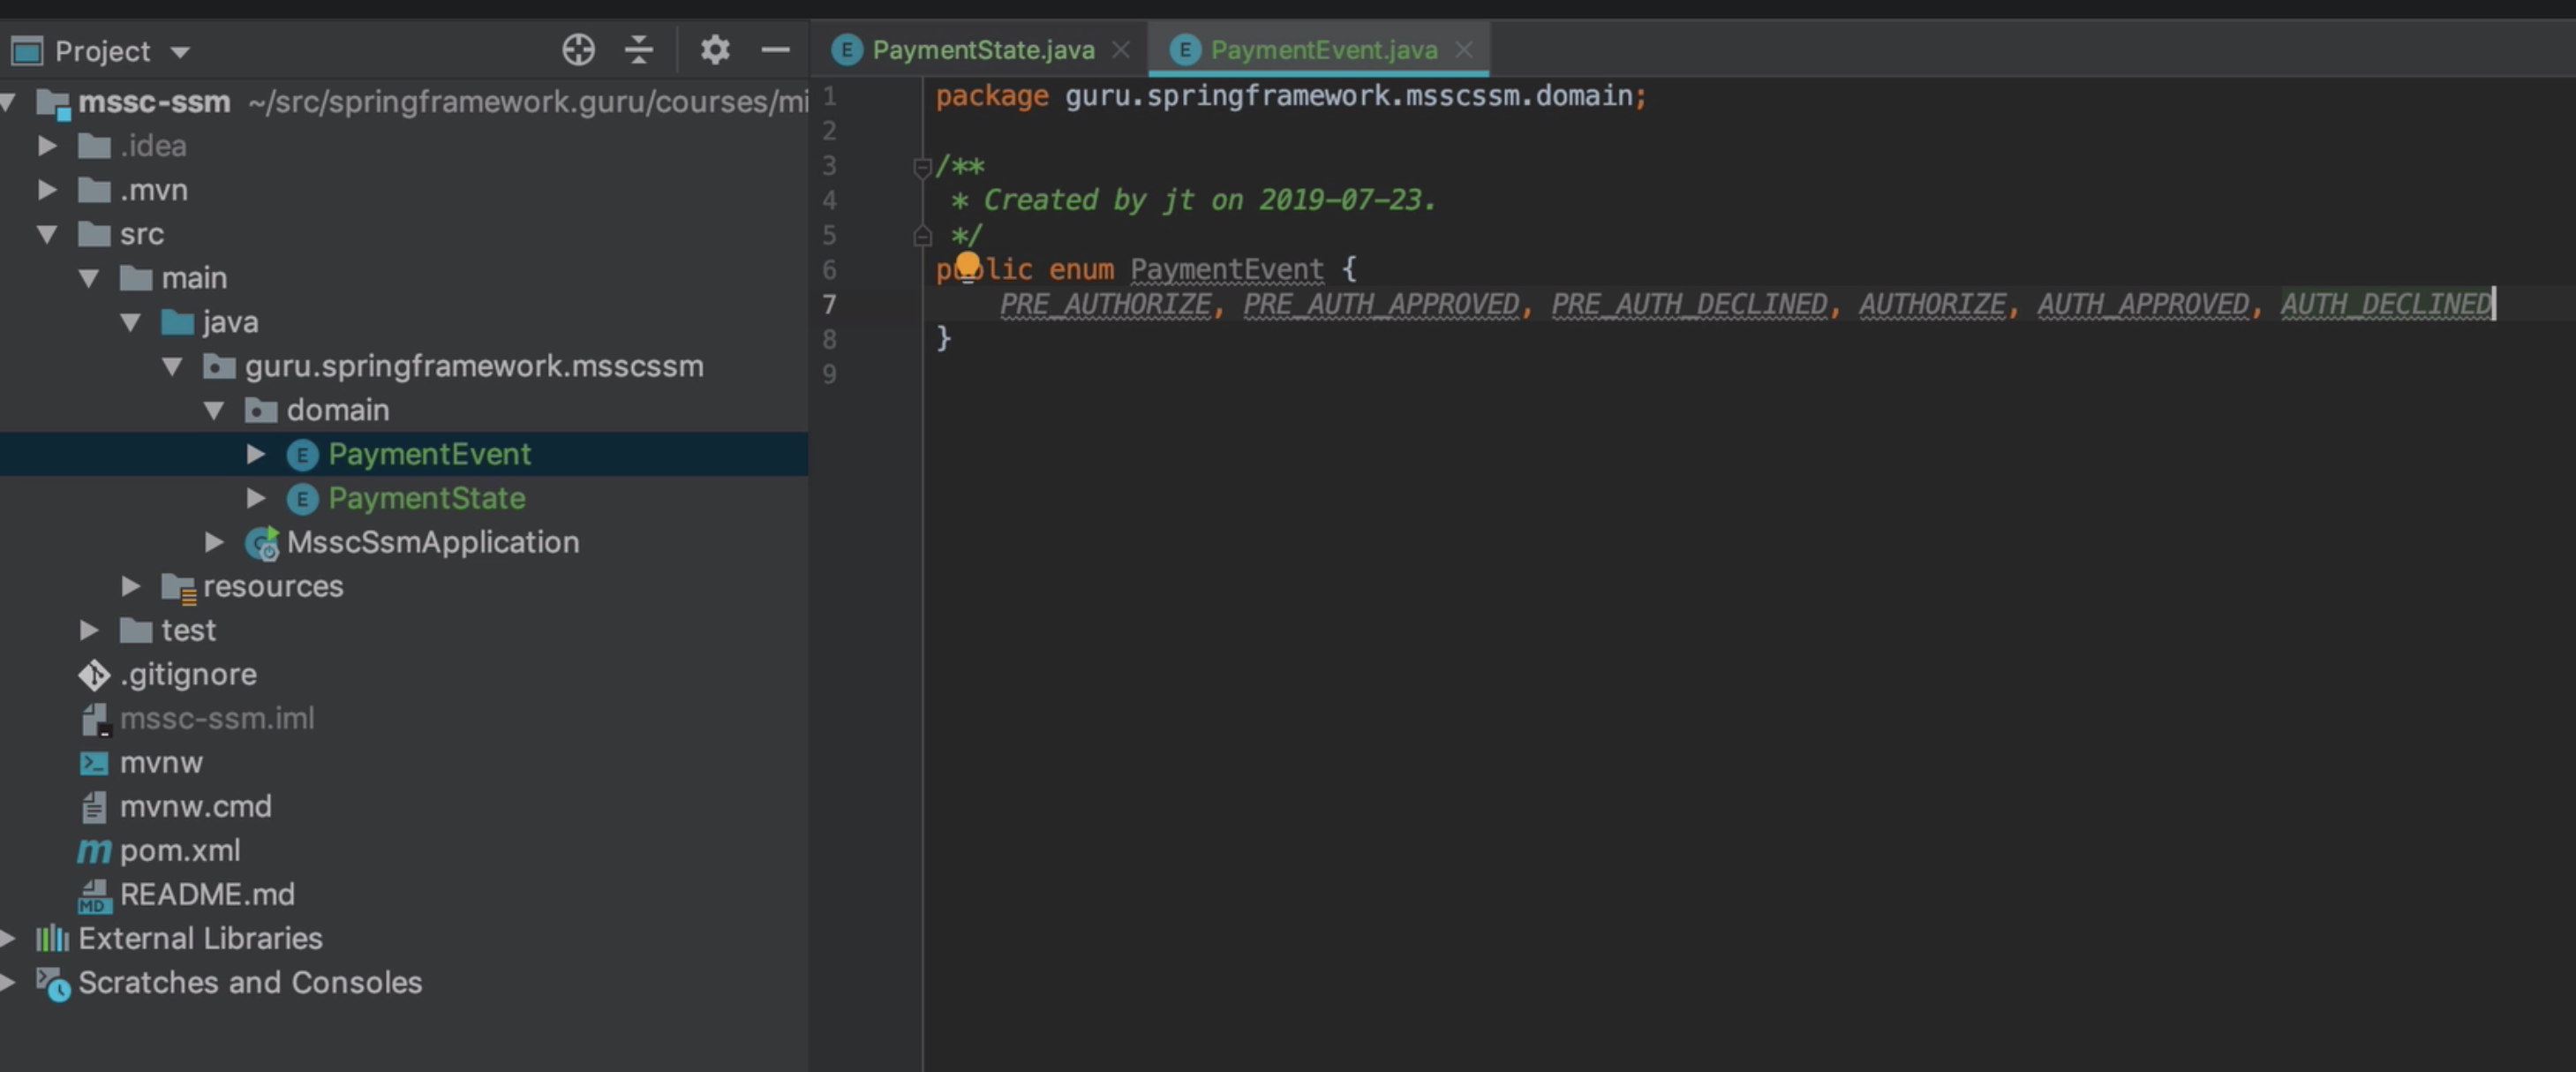 Project
mssc-ssm ~/src/springframework.guru/courses/mi
.idea
.mvn
src
main
java
guru.springframework.msscssm
domain
PaymentEvent
PaymentState
MsscSsmApplication
resources
test
.gitignore
mssc-ssm.iml
mvnw
mvnw.cmd
pom.xml
README.md
External Libraries
Scratches and Consoles
PaymentState.java
PaymentEvent.java
1 package guru.springframework.msscssm.domain;
2
3 /**
4 * Created by jt on 2019-07-23.
5 */
6 public enum PaymentEvent {
7 PRE_AUTHORIZE, PRE_AUTH_APPROVED, PRE_AUTH_DECLINED, AUTHORIZE, AUTH_APPROVED, AUTH_DECLINED
8 }
9